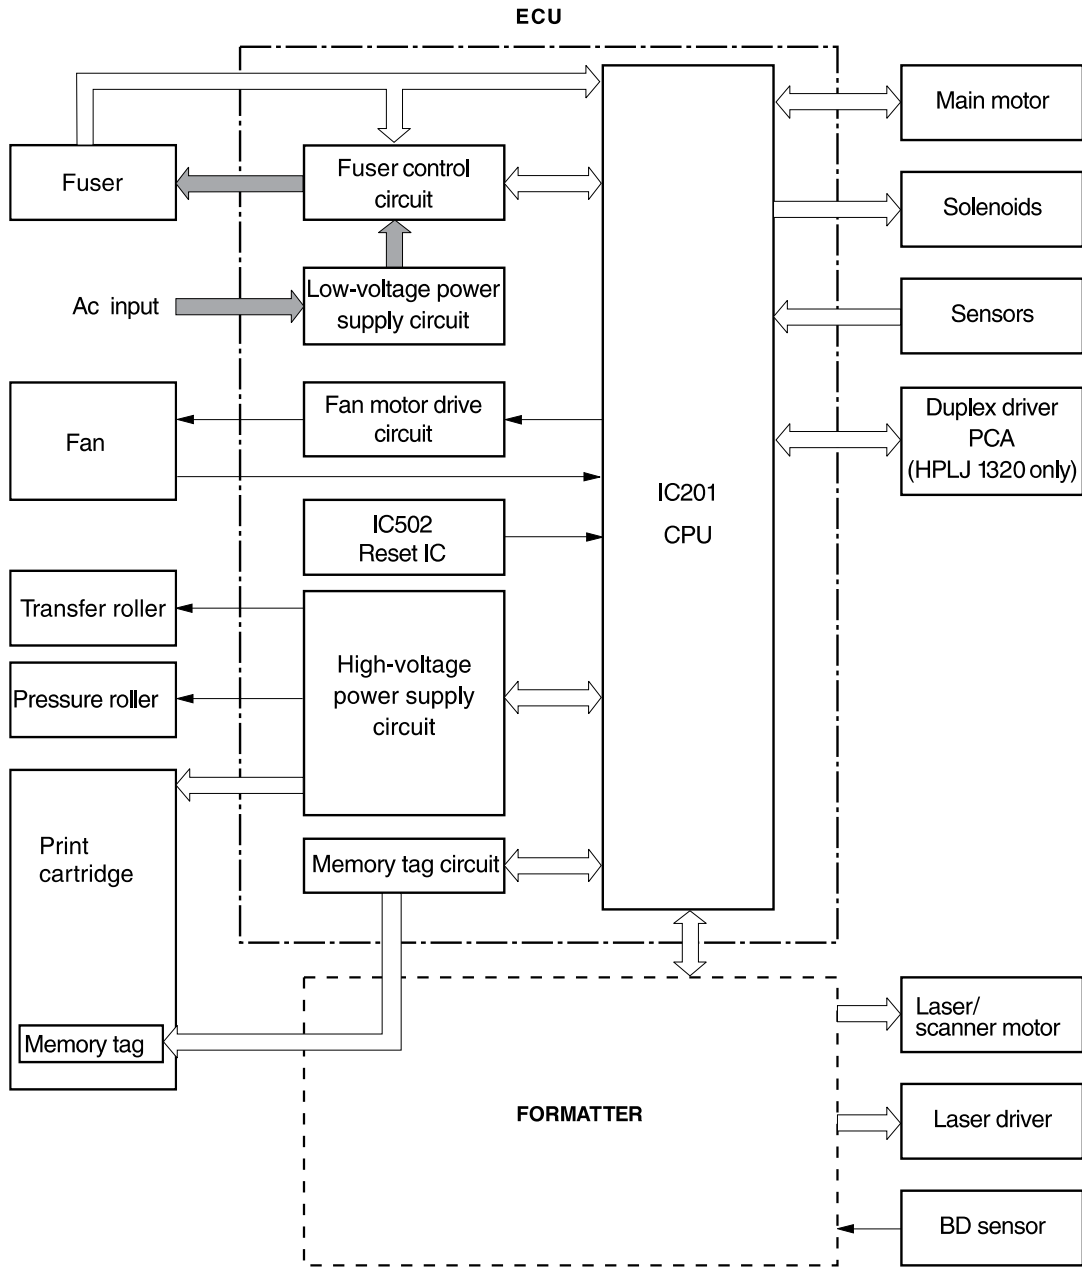 ECU
Main motor
Fuser
Fuser control
circuit
Solenoids
Ac input
Low-voltage power
supply circuit
Sensors
Fan
Fan motor drive
circuit
Duplex driver
PCA
(HPLJ 1320 only)
IC201
CPU
IC502
Reset IC
Transfer roller
Pressure roller
High-voltage
power supply
circuit
Print
cartridge
Memory tag circuit
Memory tag
FORMATTER
Laser/
scanner motor
Laser driver
BD sensor